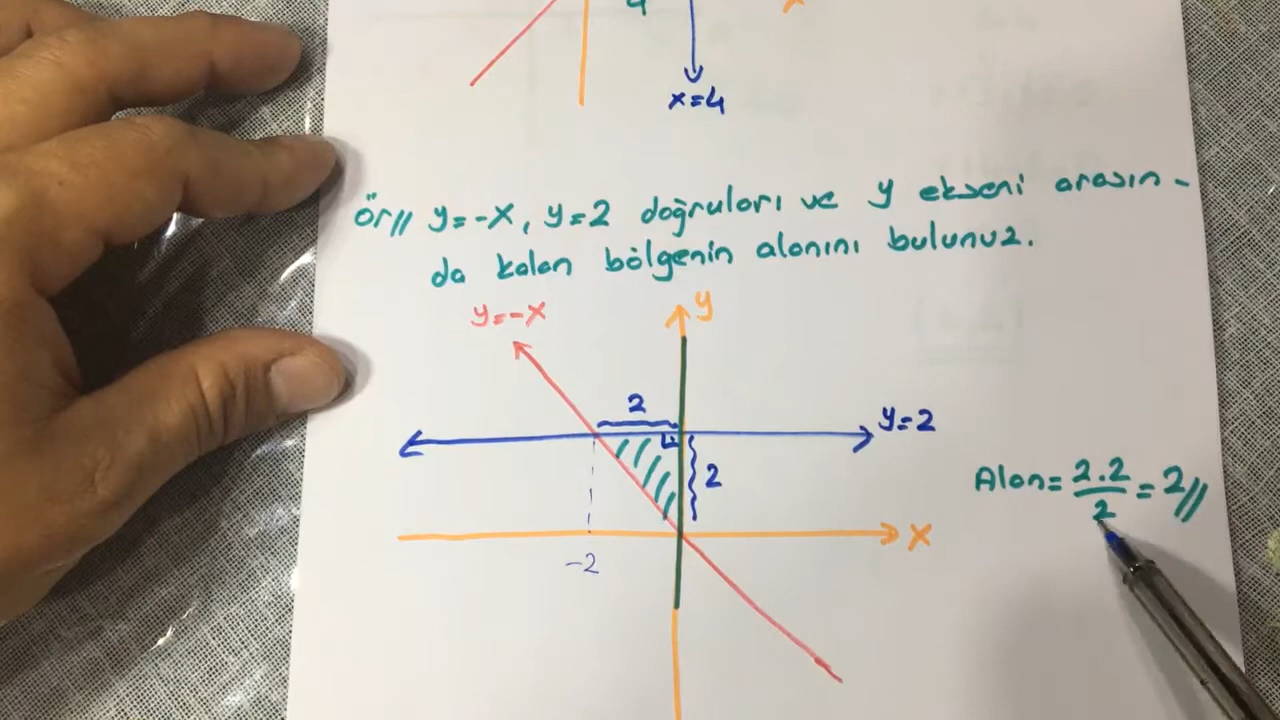 4
x
x=4
ör// y=-x, y=2 doğruları ve y ekseni arasın-
da kalan bölgenin alanını bulunuz.
y=-x
y
2
y=2
2
Alan=2.2/2=2//
x
-2